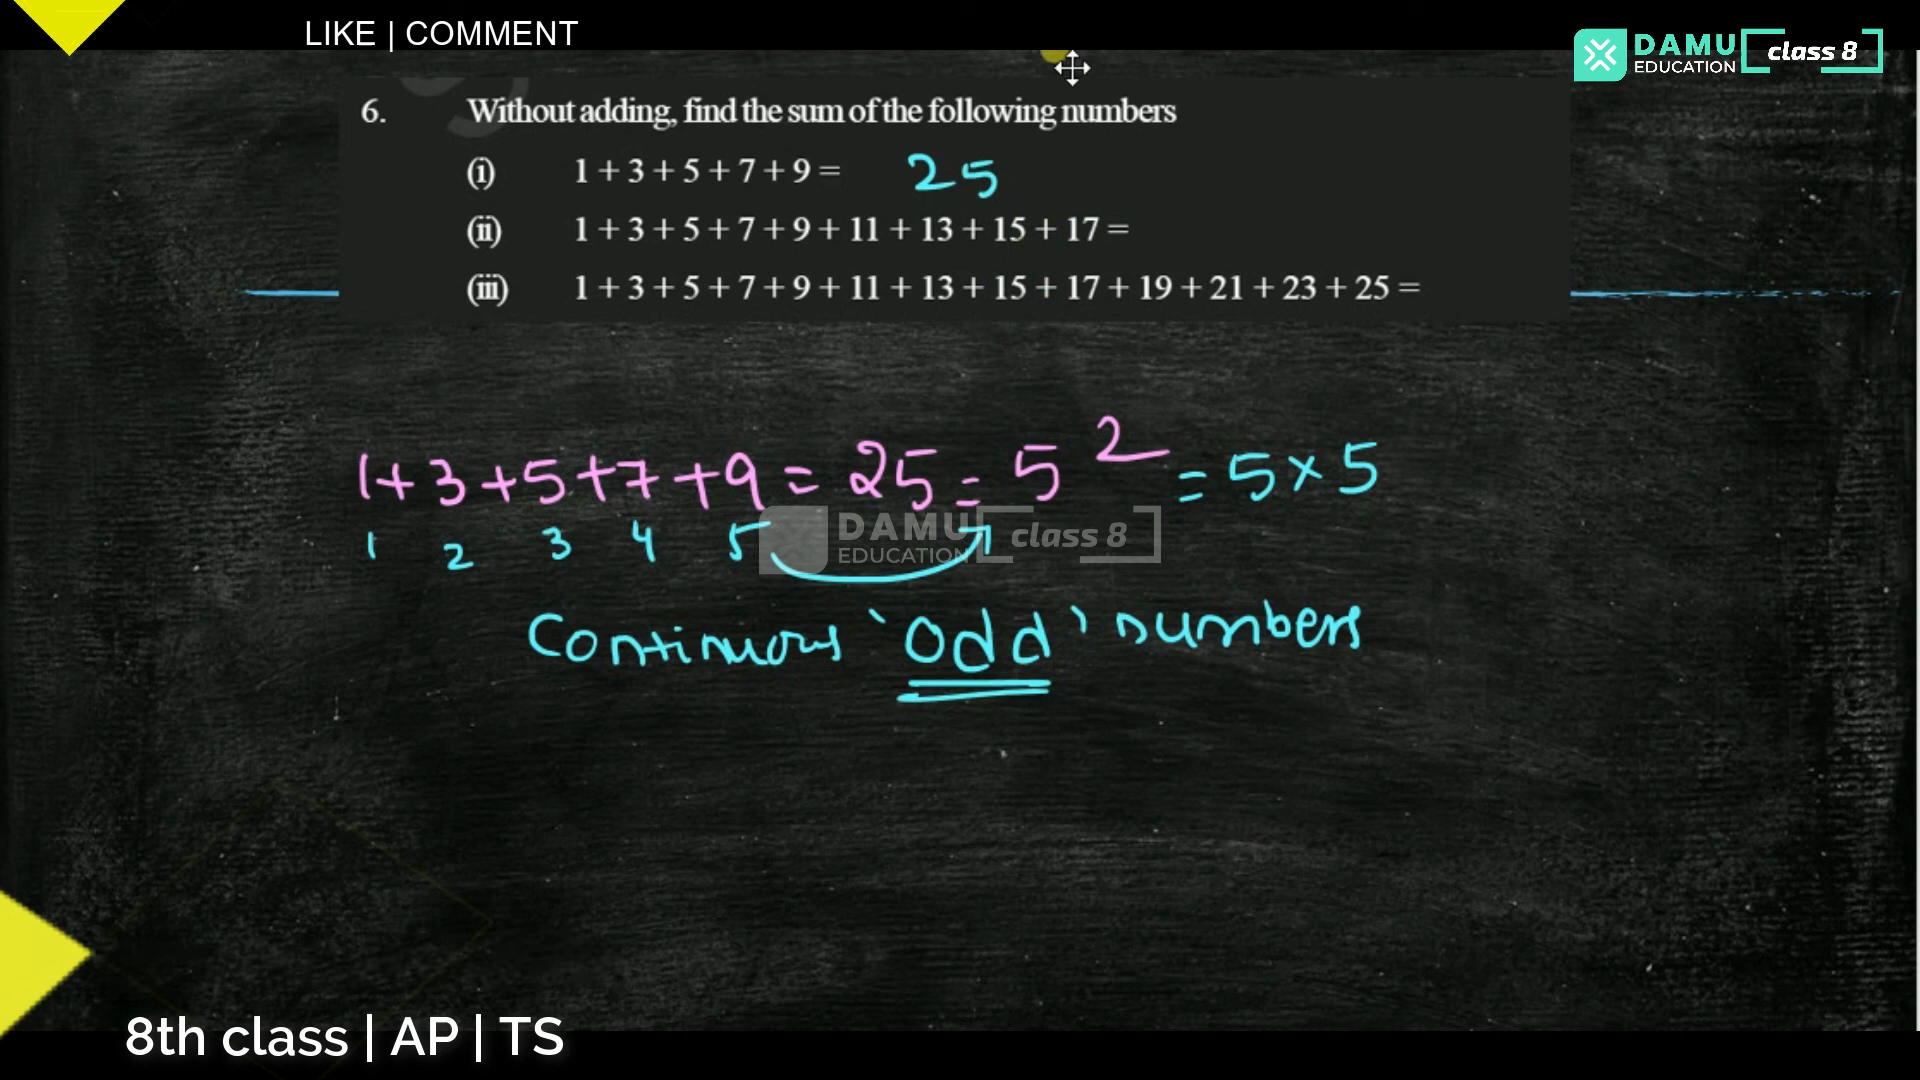 LIKE | COMMENT
DAMU EDUCATION class 8
6. Without adding, find the sum of the following numbers
(i) 1 + 3 + 5 + 7 + 9 = 25
(ii) 1 + 3 + 5 + 7 + 9 + 11 + 13 + 15 + 17 =
(iii) 1 + 3 + 5 + 7 + 9 + 11 + 13 + 15 + 17 + 19 + 21 + 23 + 25 =
1 + 3 + 5 + 7 + 9 = 25 = 5² = 5 × 5
1 2 3 4 5
DAMU EDUCATION class 8
Continuous 'Odd' numbers
8th class | AP | TS